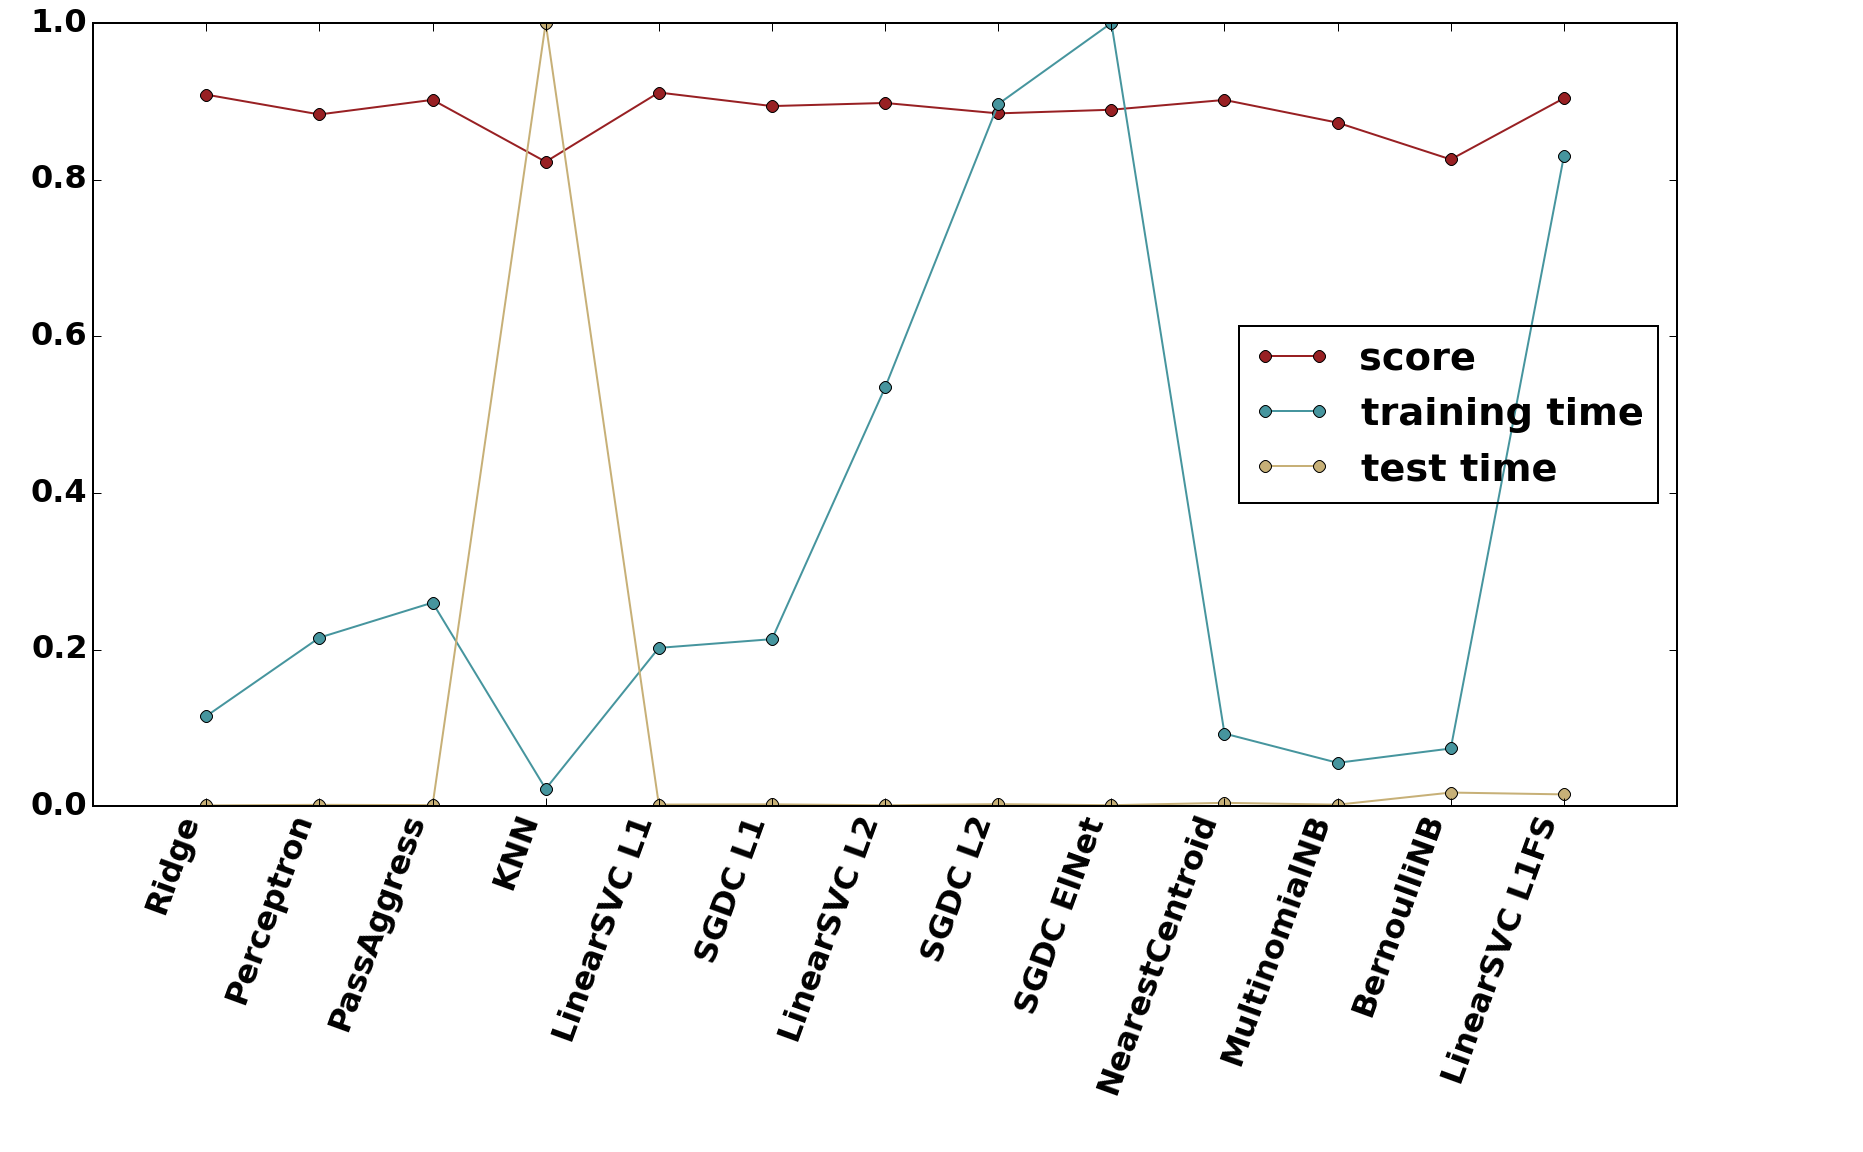 1.0
0.8
0.6
0.4
0.2
0.0
score
training time
test time
Ridge
Perceptron
PassAggress
KNN
LinearSVC L1
SGDC L1
LinearSVC L2
SGDC L2
SGDC ElNet
NearestCentroid
MultinomialNB
BernoulliNB
LinearSVC L1FS